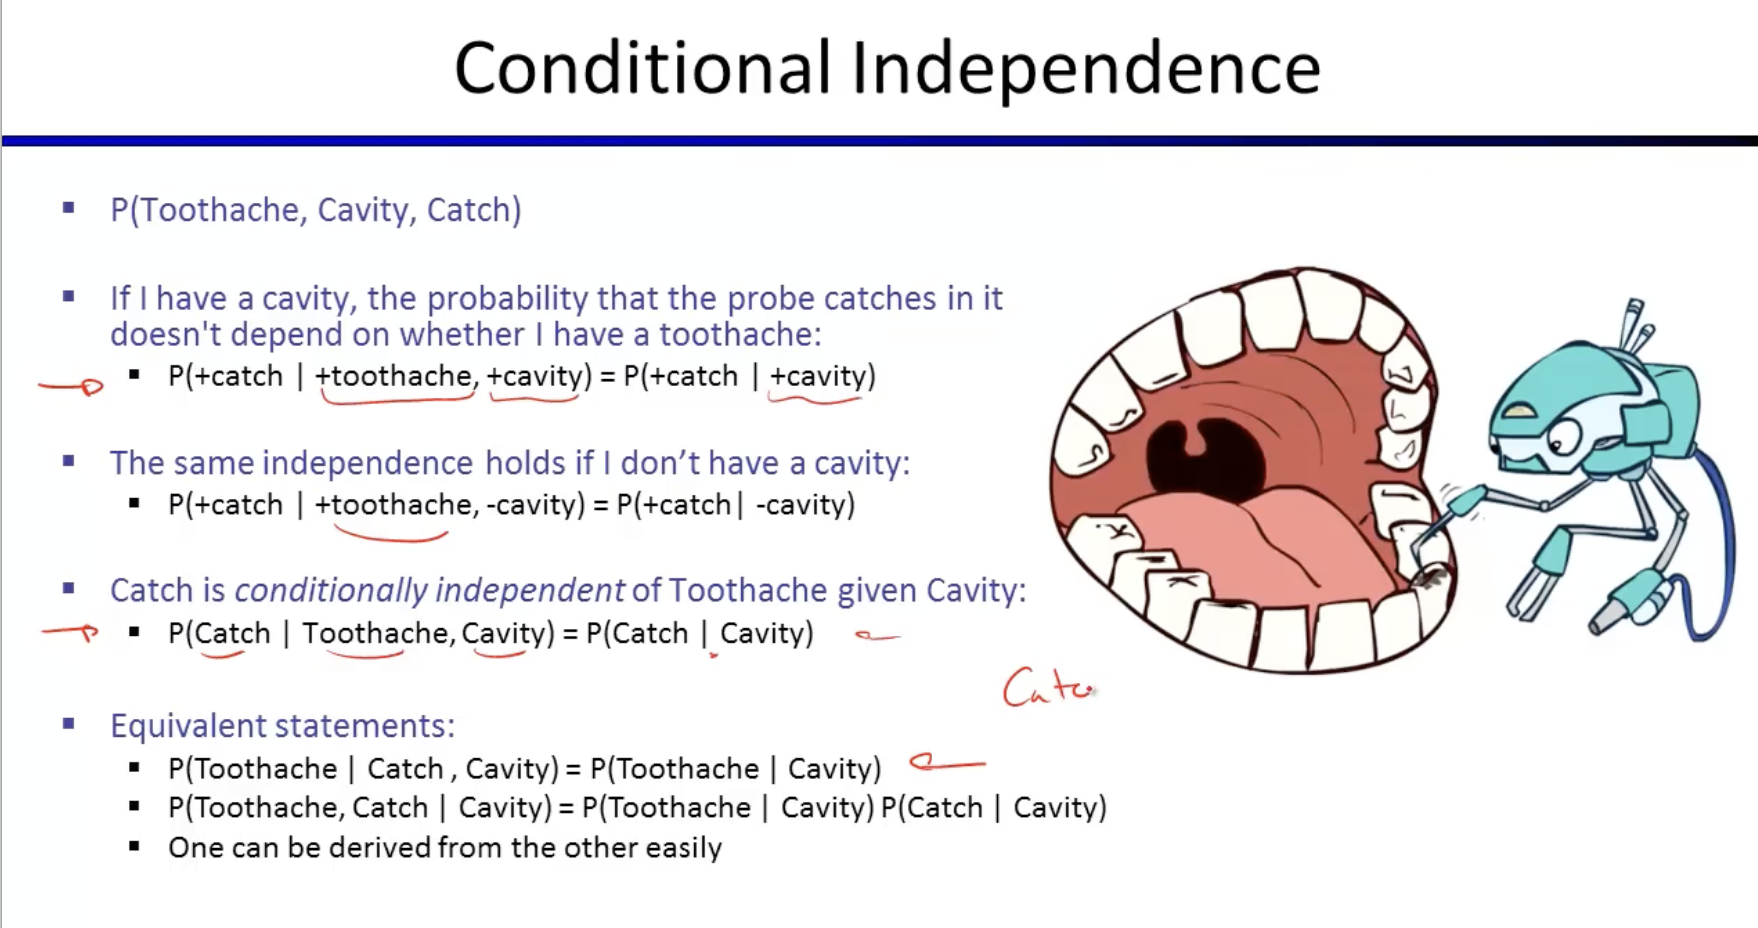 Conditional Independence
P(Toothache, Cavity, Catch)
If I have a cavity, the probability that the probe catches in it
doesn't depend on whether I have a toothache:
P(+catch | +toothache, +cavity) = P(+catch | +cavity)
The same independence holds if I don’t have a cavity:
P(+catch | +toothache, -cavity) = P(+catch| -cavity)
Catch is conditionally independent of Toothache given Cavity:
P(Catch | Toothache, Cavity) = P(Catch | Cavity)
Equivalent statements:
P(Toothache | Catch , Cavity) = P(Toothache | Cavity)
P(Toothache, Catch | Cavity) = P(Toothache | Cavity) P(Catch | Cavity)
One can be derived from the other easily